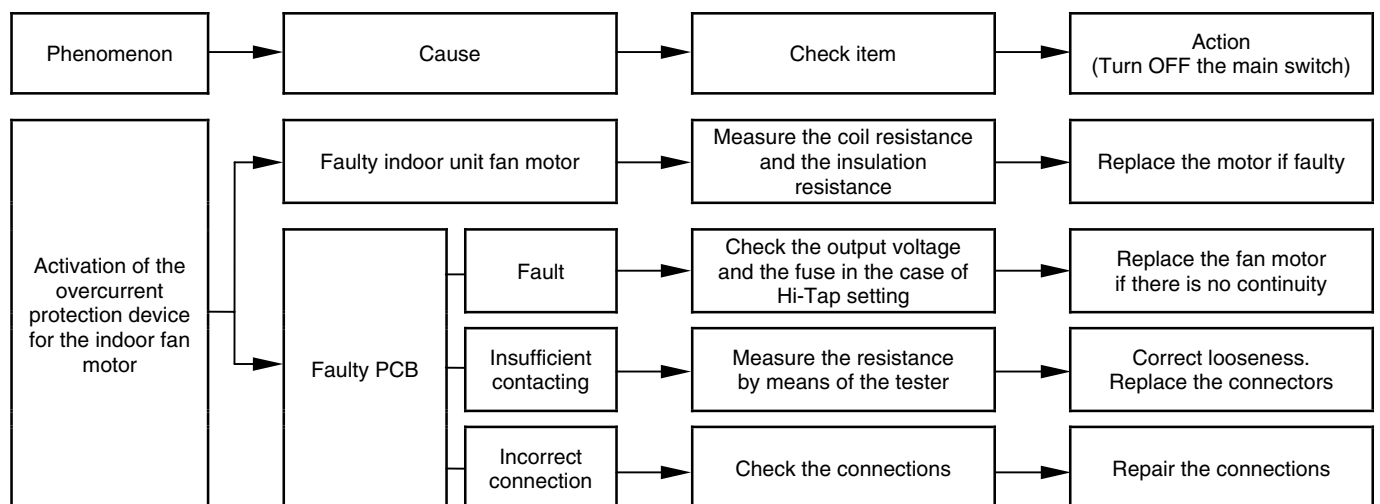 Phenomenon
Cause
Check item
Action
(Turn OFF the main switch)
Activation of the
overcurrent
protection device
for the indoor fan
motor
Faulty indoor unit fan motor
Measure the coil resistance
and the insulation
resistance
Replace the motor if faulty
Faulty PCB
Fault
Check the output voltage
and the fuse in the case of
Hi-Tap setting
Replace the fan motor
if there is no continuity
Insufficient
contacting
Measure the resistance
by means of the tester
Correct looseness.
Replace the connectors
Incorrect
connection
Check the connections
Repair the connections